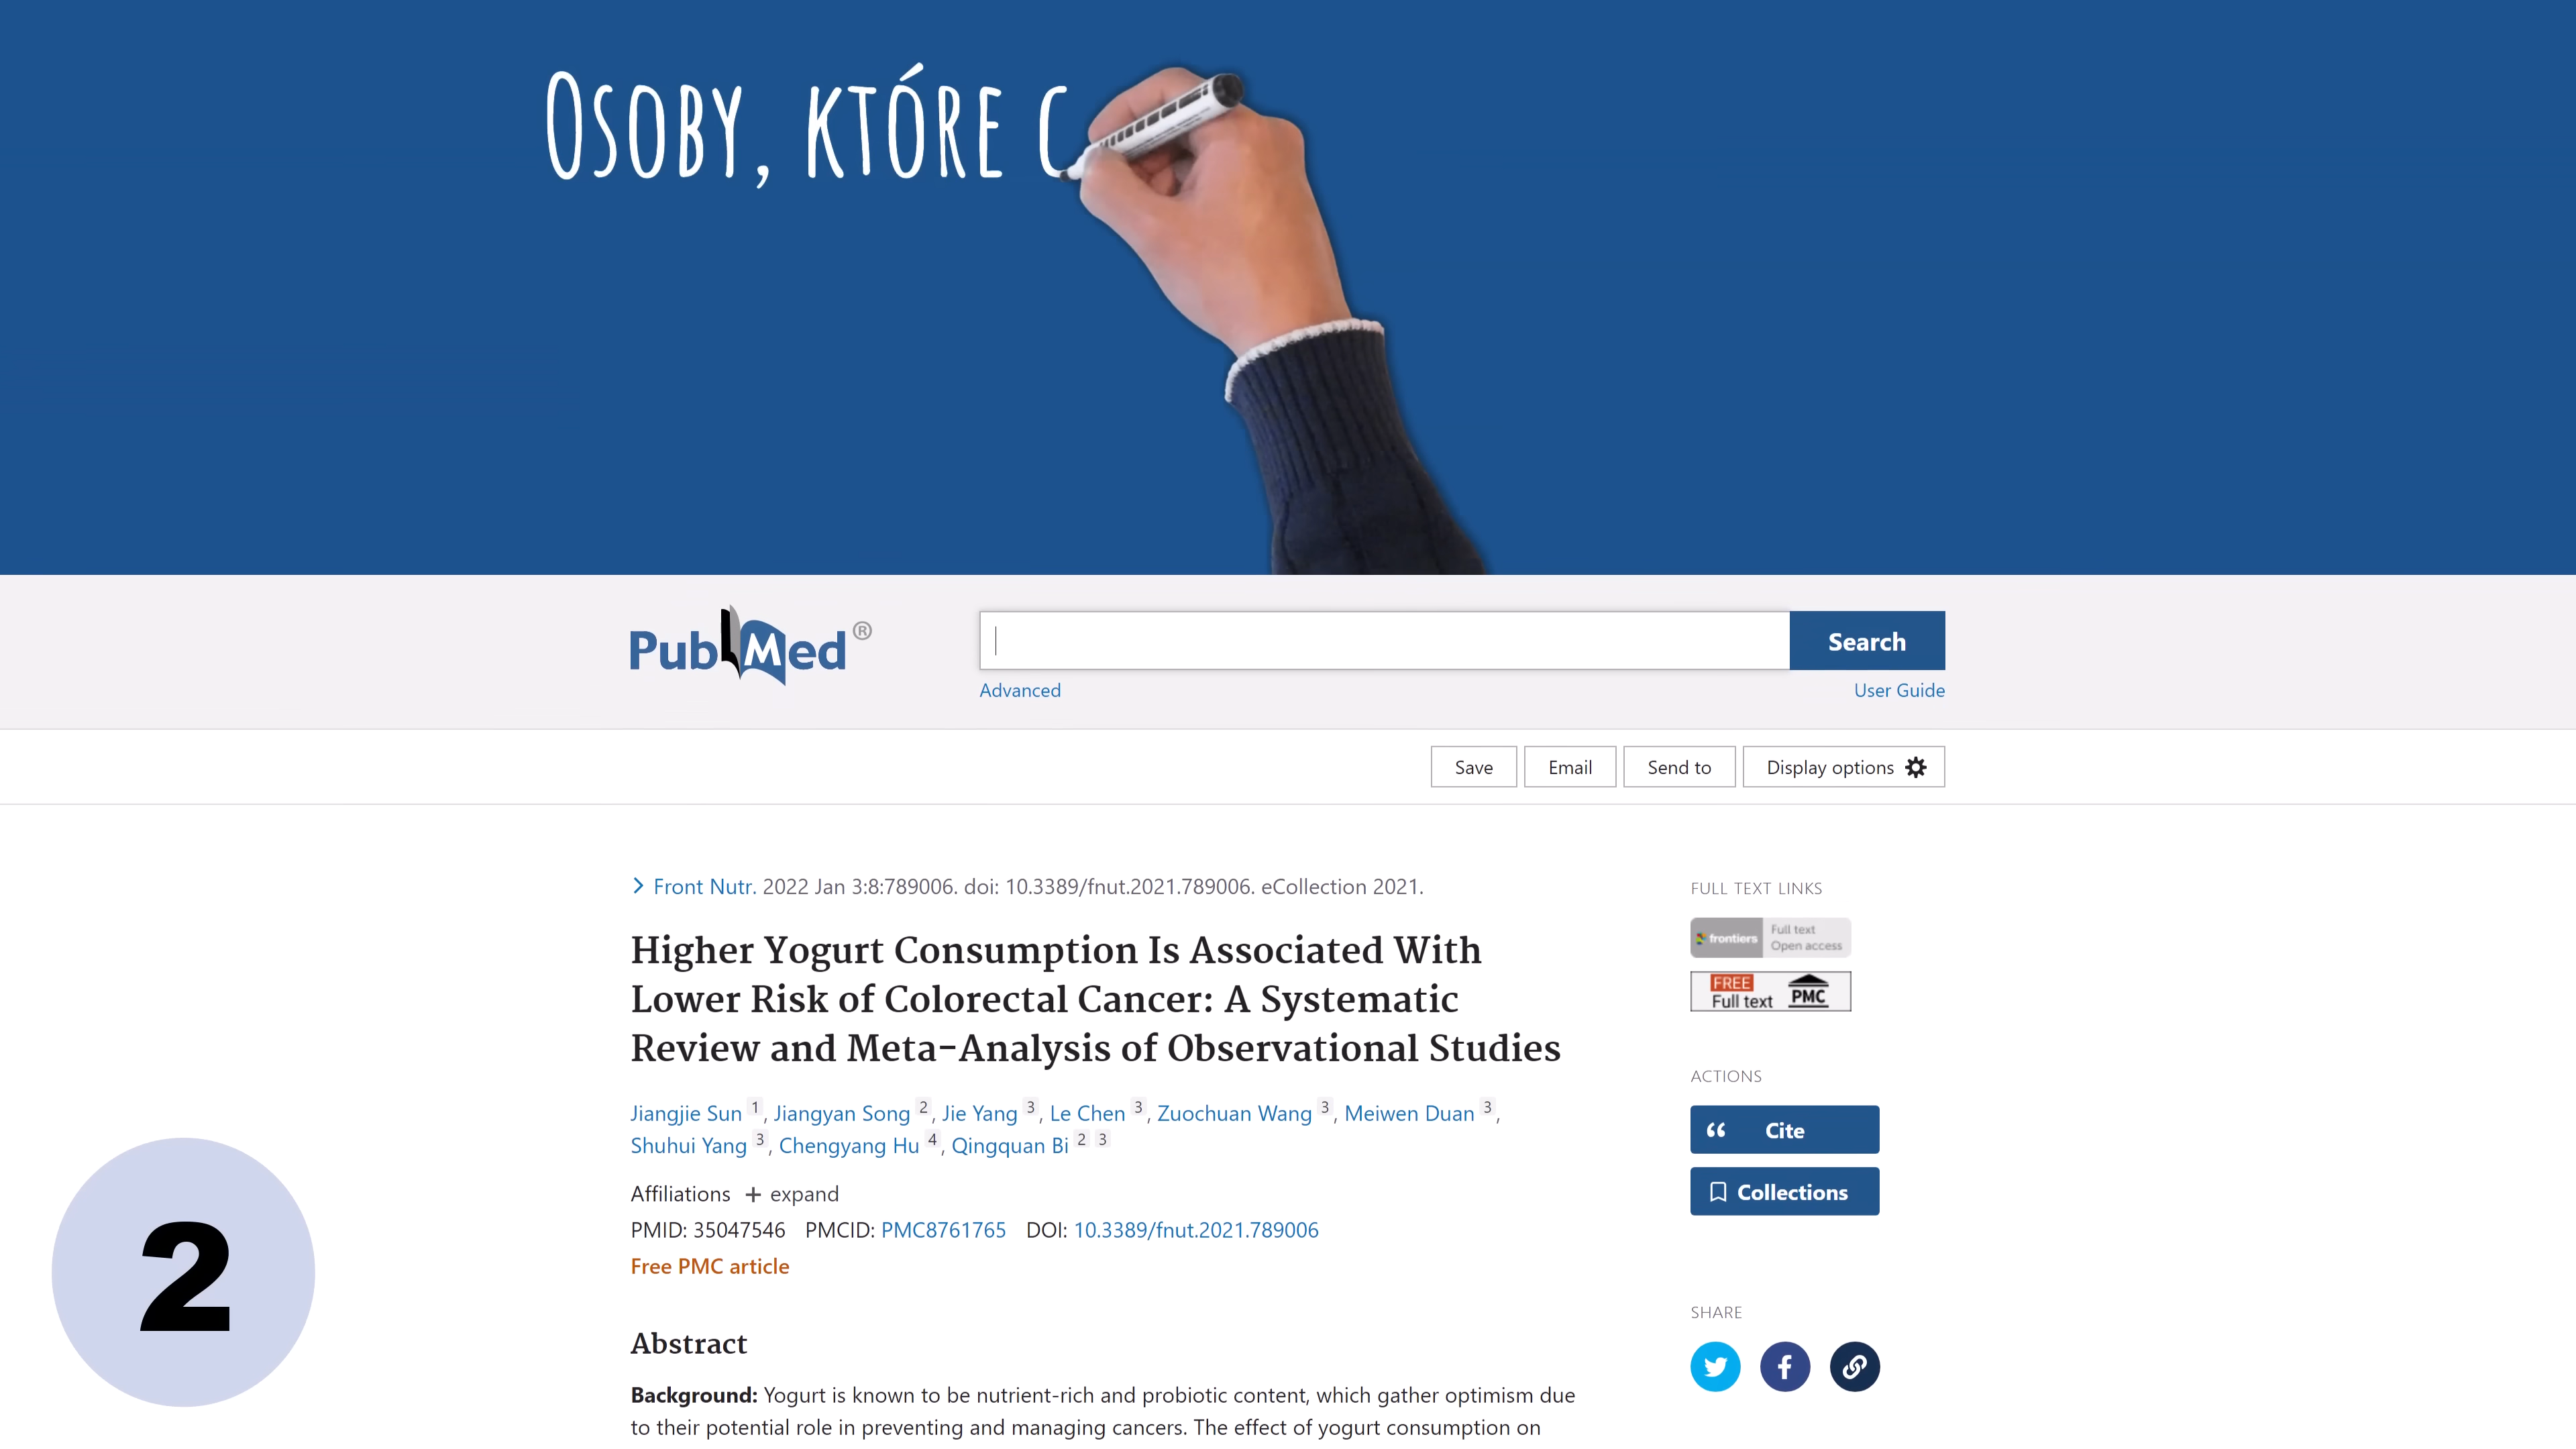 OSOBY, KTÓRE C
PubMed®
Search
Advanced
User Guide
Save
Email
Send to
Display options
Front Nutr. 2022 Jan 3:8:789006. doi: 10.3389/fnut.2021.789006. eCollection 2021.
Higher Yogurt Consumption Is Associated With
Lower Risk of Colorectal Cancer: A Systematic
Review and Meta-Analysis of Observational Studies
Jiangjie Sun 1, Jiangyan Song 2, Jie Yang 3, Le Chen 3, Zuochuan Wang 3, Meiwen Duan 3,
Shuhui Yang 3, Chengyang Hu 4, Qingquan Bi 2 3
Affiliations + expand
PMID: 35047546 PMCID: PMC8761765 DOI: 10.3389/fnut.2021.789006
Free PMC article
Abstract
Background: Yogurt is known to be nutrient-rich and probiotic content, which gather optimism due
to their potential role in preventing and managing cancers. The effect of yogurt consumption on
FULL TEXT LINKS
frontiers
Full text
Open access
FREE
Full text
PMC
ACTIONS
Cite
Collections
SHARE
2